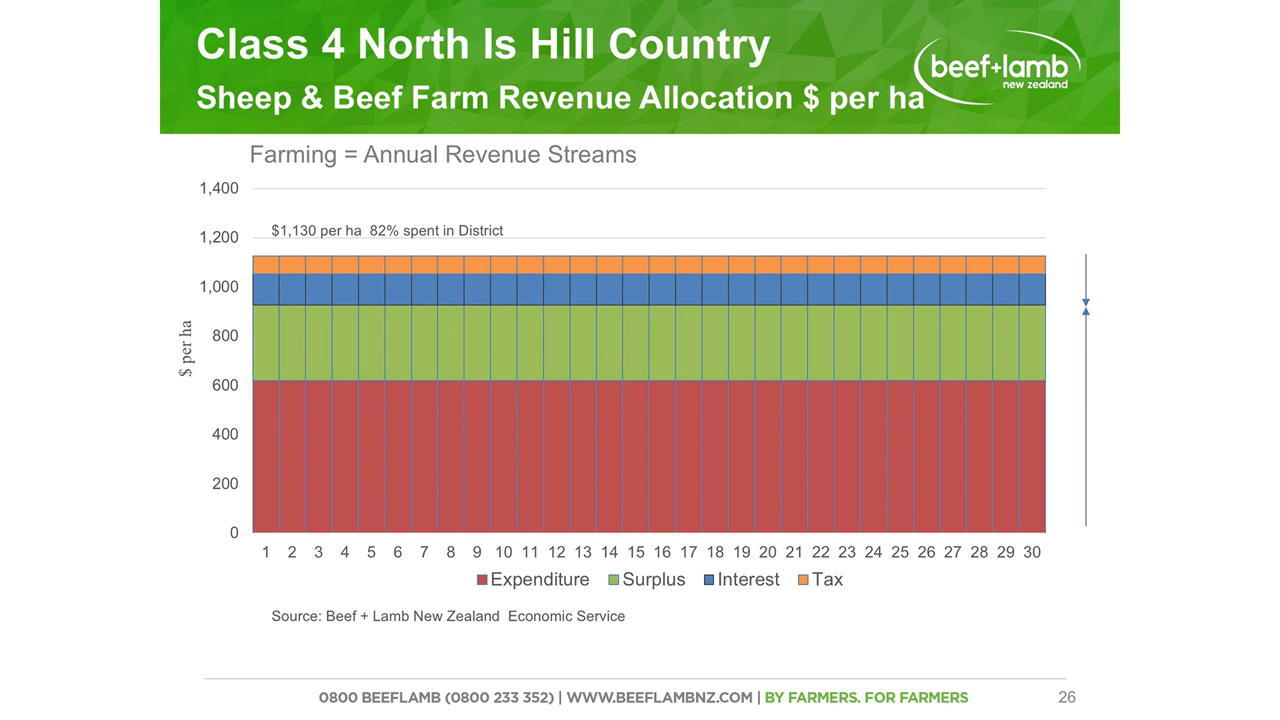 Class 4 North Is Hill Country
Sheep & Beef Farm Revenue Allocation $ per ha
beef+lamb
new zealand
Farming = Annual Revenue Streams
1,400
$1,130 per ha  82% spent in District
1,200
1,000
800
600
400
200
0
$ per ha
1 2 3 4 5 6 7 8 9 10 11 12 13 14 15 16 17 18 19 20 21 22 23 24 25 26 27 28 29 30
Expenditure Surplus Interest Tax
Source: Beef + Lamb New Zealand  Economic Service
0800 BEEFLAMB (0800 233 352) | WWW.BEEFLAMBNZ.COM | BY FARMERS. FOR FARMERS
26